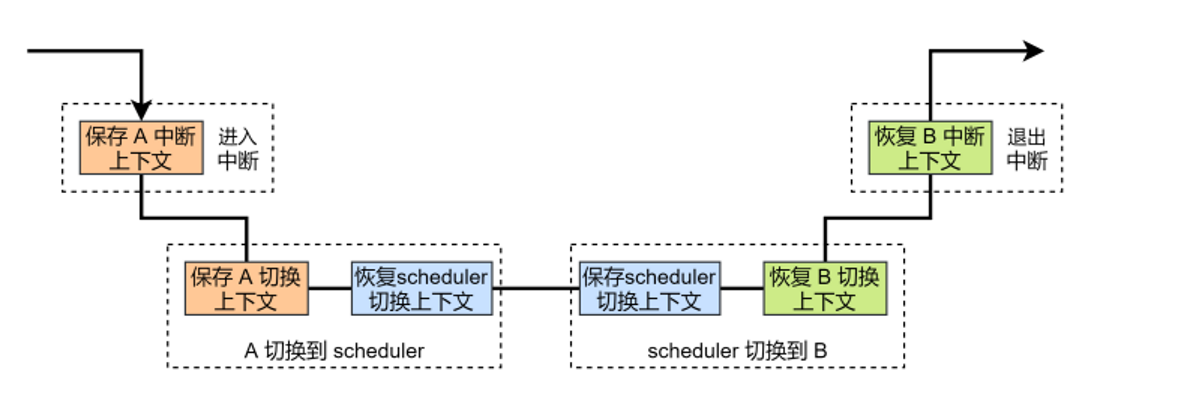 保存 A 中断
上下文
进入
中断
保存 A 切换
上下文
恢复scheduler
切换上下文
A 切换到 scheduler
保存scheduler
切换上下文
恢复 B 切换
上下文
scheduler 切换到 B
恢复 B 中断
上下文
退出
中断